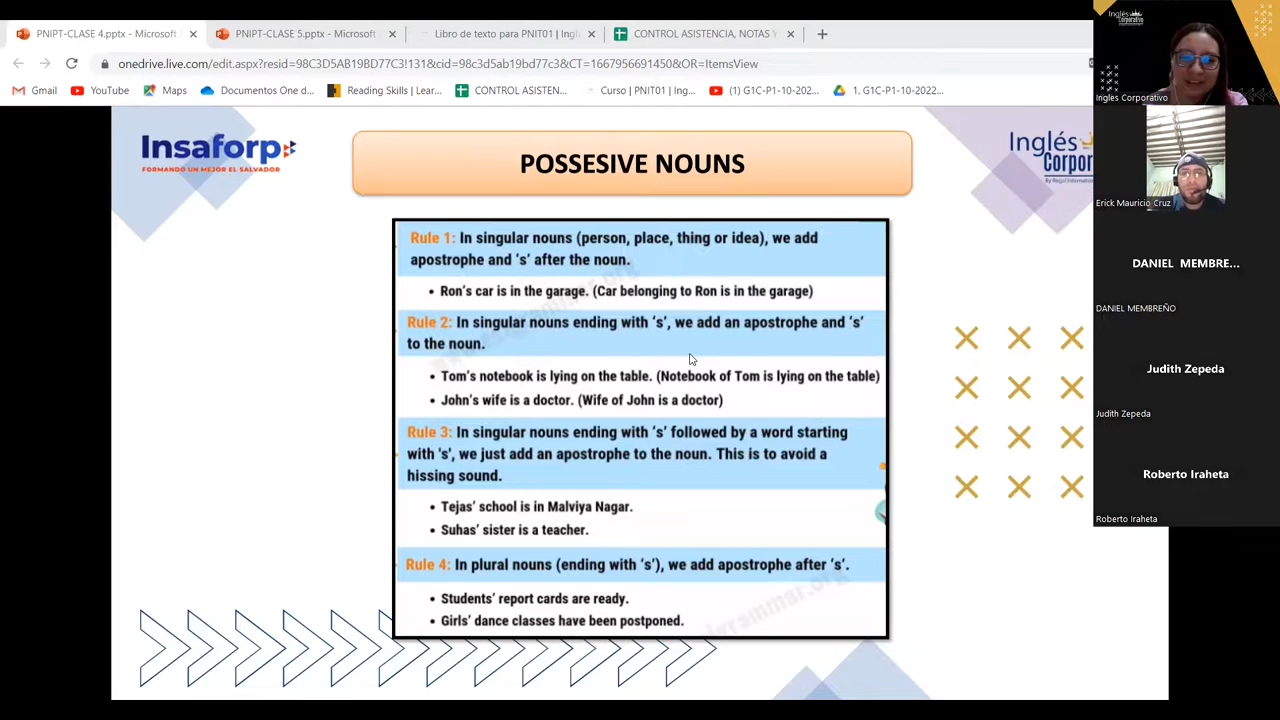 PNIPT-CLASE 4.pptx - Microsoft
PNIPT-CLASE 5.pptx - Microsoft
Libro de texto para PNIT01 | Ingl
CONTROL ASISTENCIA, NOTAS Y
onedrive.live.com/edit.aspx?resid=98C3D5AB19BD77C3!131&cid=98c3d5ab19bd77c3&CT=1667956691450&OR=ItemsView
Gmail
YouTube
Maps
Documentos One d...
Reading Skills | Lear...
CONTROL ASISTEN...
Curso | PNIT01 | Ing...
(1) G1C-P1-10-202...
1. G1C-P1-10-2022...
Insaforp
FORMANDO UN MEJOR EL SALVADOR
POSSESIVE NOUNS
Inglés
Corp
By Regal Internation
Rule 1: In singular nouns (person, place, thing or idea), we add
apostrophe and ‘s’ after the noun.
• Ron’s car is in the garage. (Car belonging to Ron is in the garage)
Rule 2: In singular nouns ending with ‘s’, we add an apostrophe and ‘s’
to the noun.
• Tom’s notebook is lying on the table. (Notebook of Tom is lying on the table)
• John’s wife is a doctor. (Wife of John is a doctor)
Rule 3: In singular nouns ending with ‘s’ followed by a word starting
with 's', we just add an apostrophe to the noun. This is to avoid a
hissing sound.
• Tejas’ school is in Malviya Nagar.
• Suhas’ sister is a teacher.
Rule 4: In plural nouns (ending with ‘s’), we add apostrophe after ‘s’.
• Students’ report cards are ready.
• Girls’ dance classes have been postponed.
Inglés
Corporativo
Ingles Corporativo
Erick Mauricio Cruz
DANIEL MEMBRE...
DANIEL MEMBREÑO
Judith Zepeda
Judith Zepeda
Roberto Iraheta
Roberto Iraheta